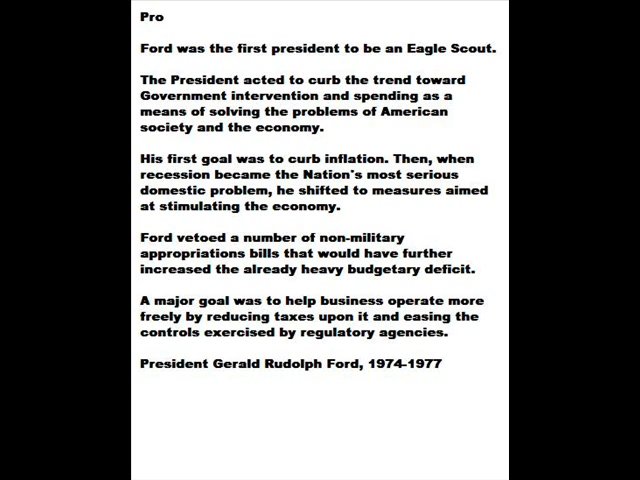 Pro
Ford was the first president to be an Eagle Scout.
The President acted to curb the trend toward
Government intervention and spending as a
means of solving the problems of American
society and the economy.
His first goal was to curb inflation. Then, when
recession became the Nation's most serious
domestic problem, he shifted to measures aimed
at stimulating the economy.
Ford vetoed a number of non-military
appropriations bills that would have further
increased the already heavy budgetary deficit.
A major goal was to help business operate more
freely by reducing taxes upon it and easing the
controls exercised by regulatory agencies.
President Gerald Rudolph Ford, 1974-1977